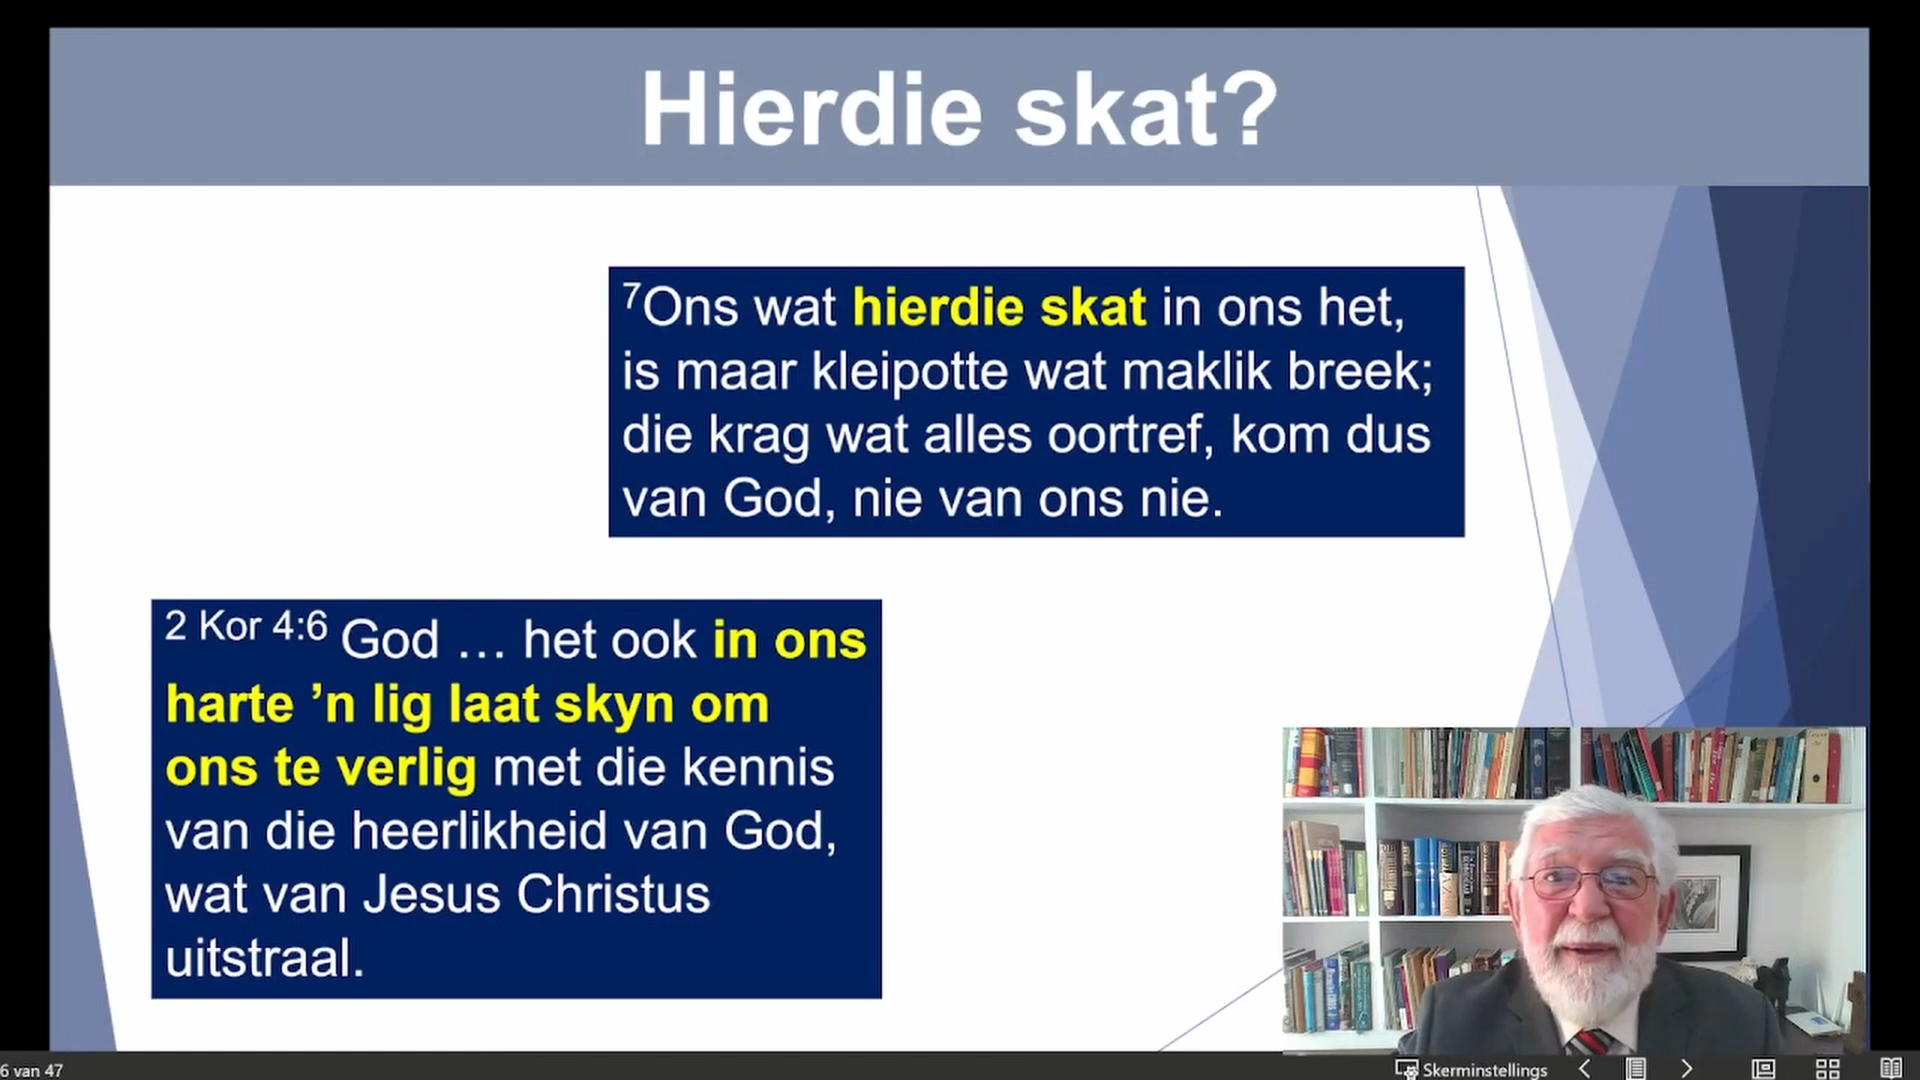 Hierdie skat?
⁷Ons wat hierdie skat in ons het,
is maar kleipotte wat maklik breek;
die krag wat alles oortref, kom dus
van God, nie van ons nie.
2 Kor 4:6 God … het ook in ons
harte ’n lig laat skyn om
ons te verlig met die kennis
van die heerlikheid van God,
wat van Jesus Christus
uitstraal.
6 van 47
Skerminstellings